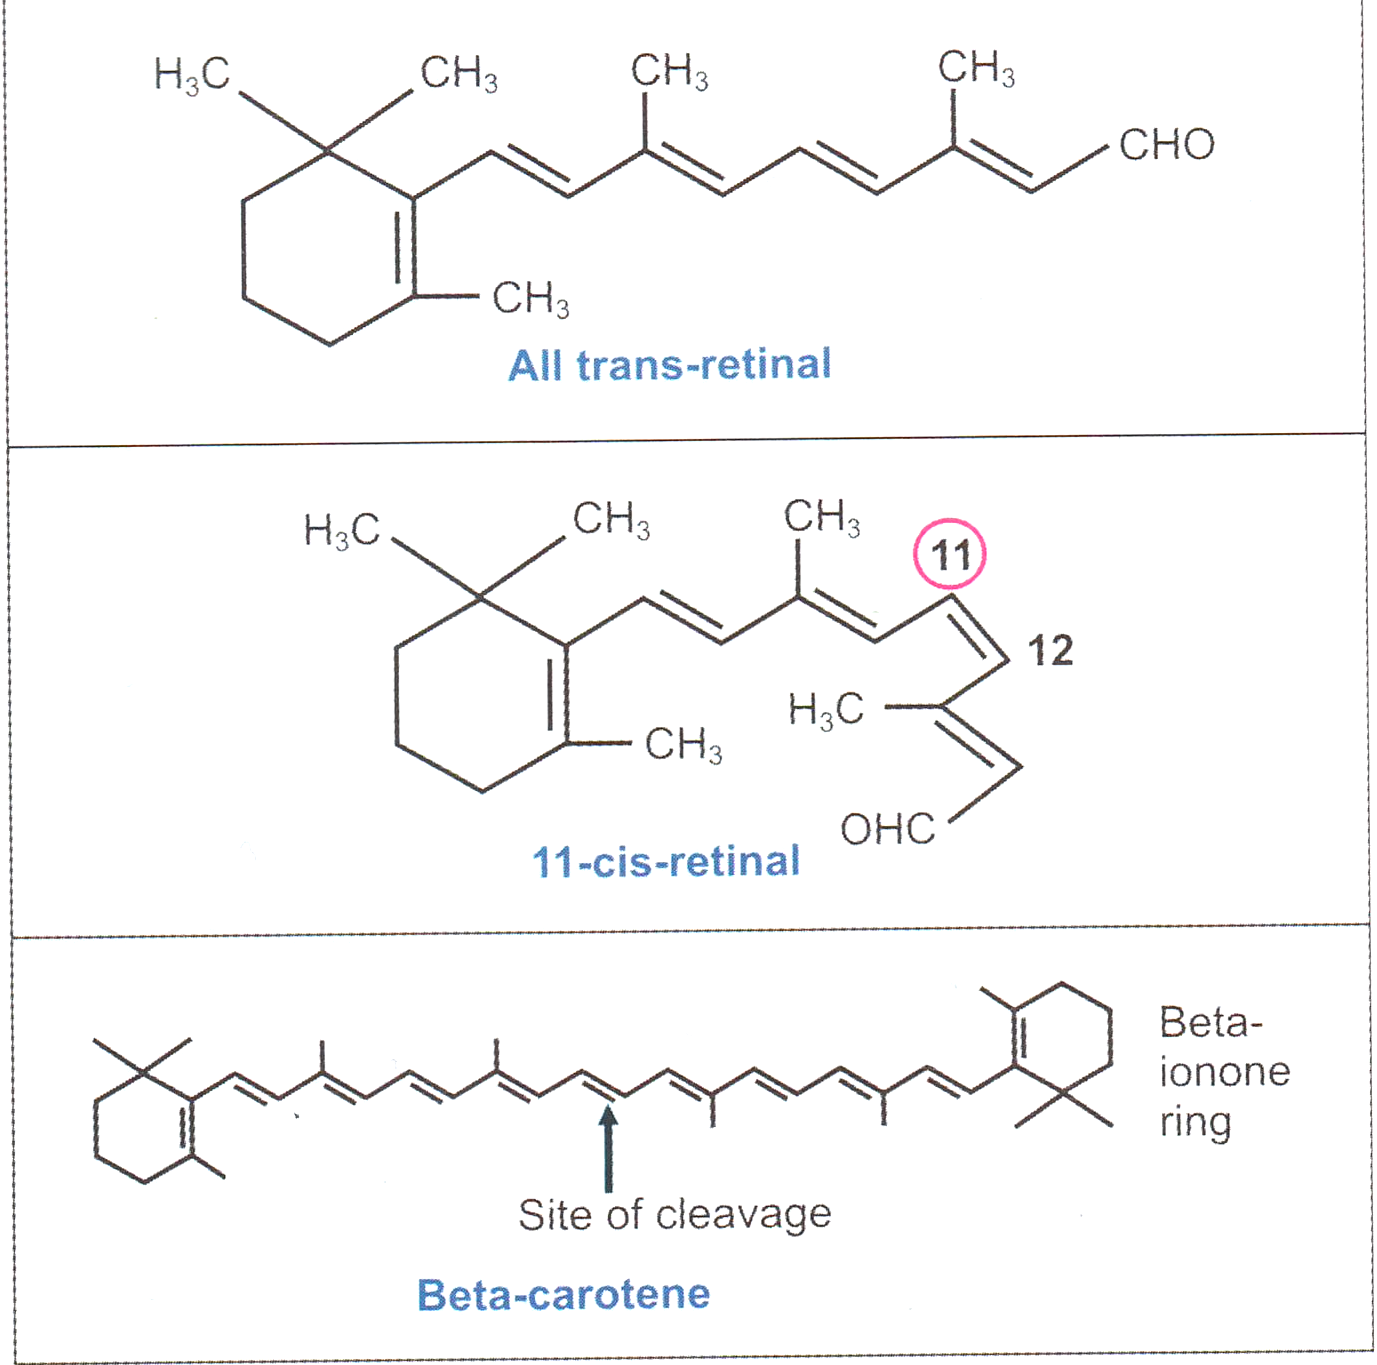 H₃C CH₃ CH₃ CH₃
CHO
CH₃
All trans-retinal
H₃C CH₃ CH₃ 11
12
H₃C
CH₃
OHC
11-cis-retinal
Beta-
ionone
ring
Site of cleavage
Beta-carotene